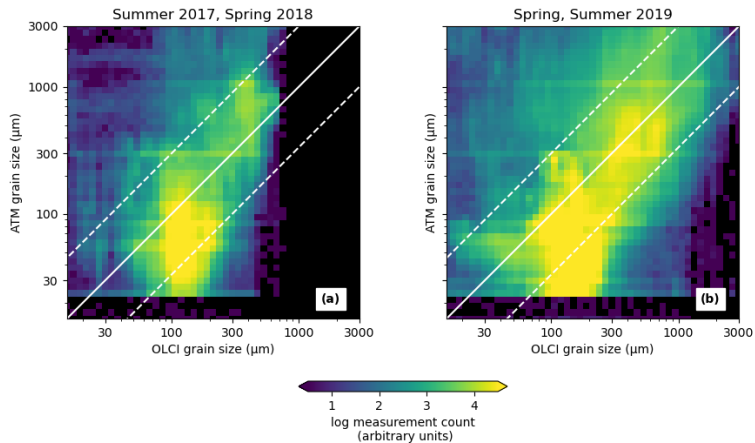 Summer 2017, Spring 2018
Spring, Summer 2019
ATM grain size (μm)
3000
1000
300
100
30
(a)
30
100
300
1000
3000
OLCI grain size (μm)
ATM grain size (μm)
3000
1000
300
100
30
(b)
30
100
300
1000
3000
OLCI grain size (μm)
1
2
3
4
log measurement count
(arbitrary units)